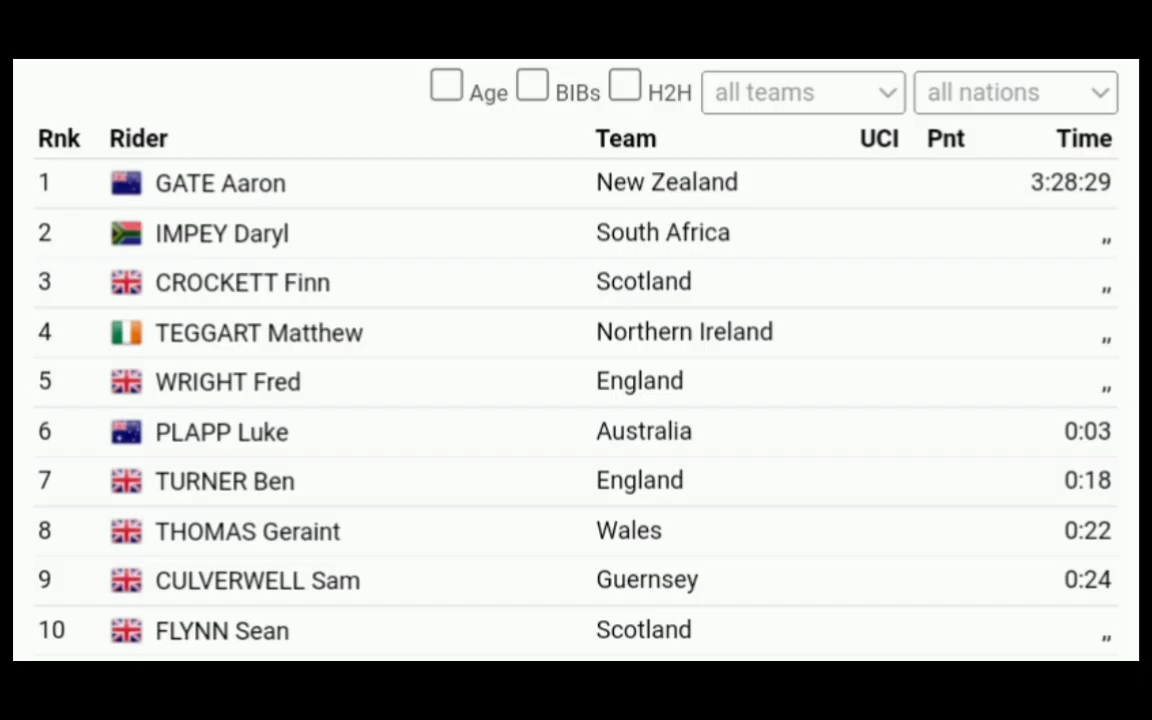 Age BIBs H2H all teams all nations
Rnk Rider Team UCI Pnt Time
1 GATE Aaron New Zealand 3:28:29
2 IMPEY Daryl South Africa ,,
3 CROCKETT Finn Scotland ,,
4 TEGGART Matthew Northern Ireland ,,
5 WRIGHT Fred England ,,
6 PLAPP Luke Australia 0:03
7 TURNER Ben England 0:18
8 THOMAS Geraint Wales 0:22
9 CULVERWELL Sam Guernsey 0:24
10 FLYNN Sean Scotland ,,